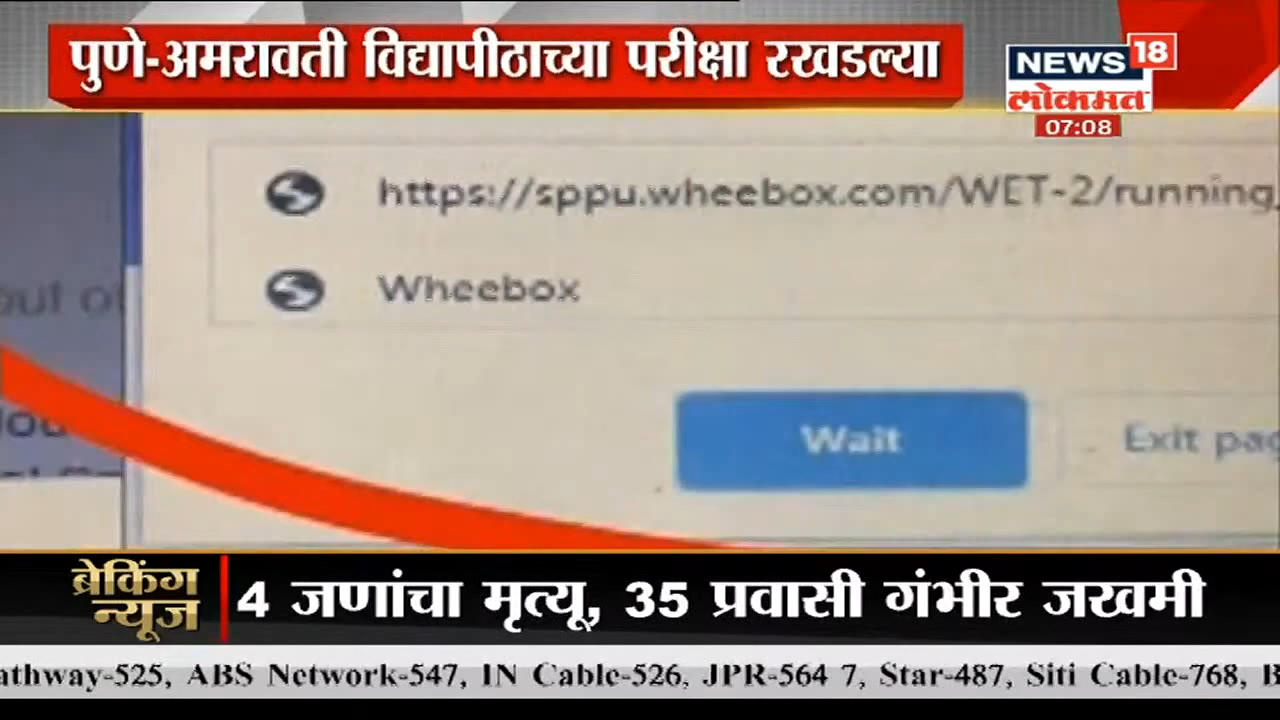 पुणे-अमरावती विद्यापीठाच्या परीक्षा रखडल्या
NEWS 18
लोकमत
07:08
https://sppu.wheebox.com/WET-2/running
Wheebox
Wait
Exit
ब्रेकिंग
न्यूज
4 जणांचा मृत्यू, 35 प्रवासी गंभीर जखमी
athway-525, ABS Network-547, IN Cable-526, JPR-564 7, Star-487, Siti Cable-768, B